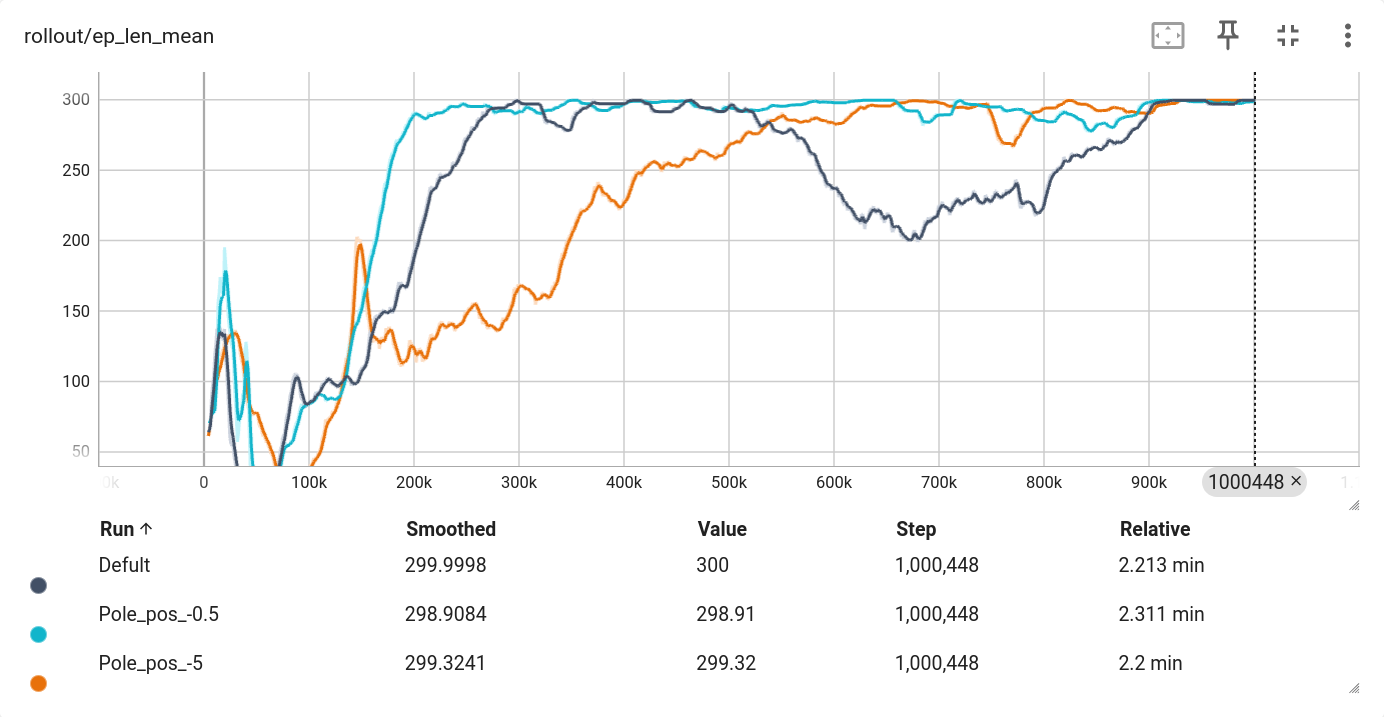 rollout/ep_len_mean
300
250
200
150
100
50
0k 0 100k 200k 300k 400k 500k 600k 700k 800k 900k 1000448 × 1.
Run ↑ Smoothed Value Step Relative
Defult 299.9998 300 1,000,448 2.213 min
Pole_pos_-0.5 298.9084 298.91 1,000,448 2.311 min
Pole_pos_-5 299.3241 299.32 1,000,448 2.2 min